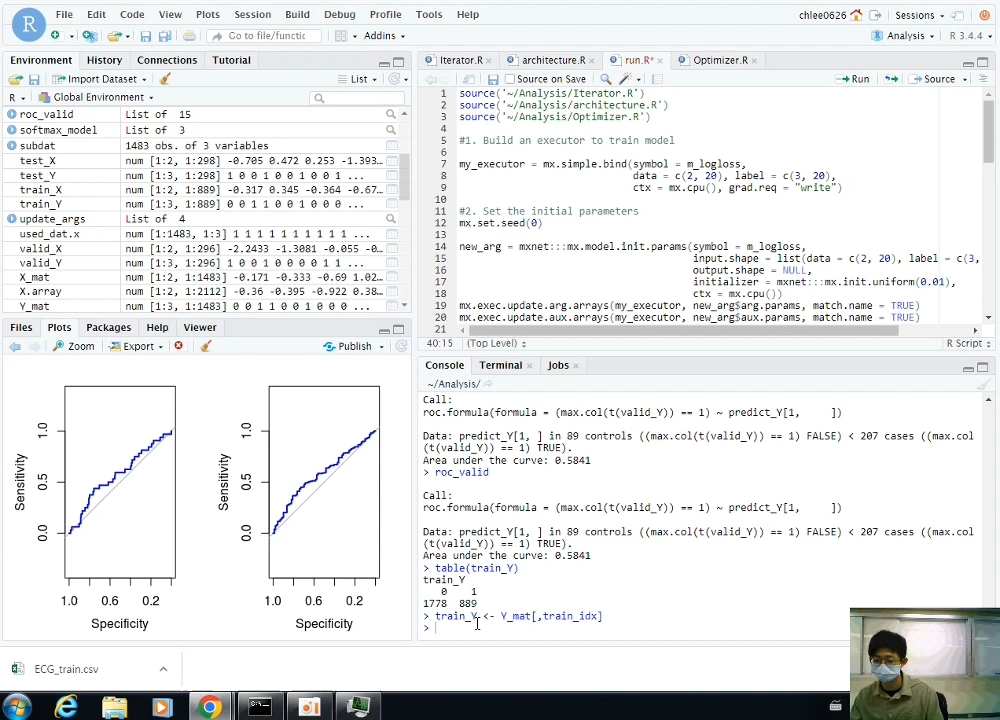 File Edit Code View Plots Session Build Debug Profile Tools Help
chlee0626 Sessions
Go to file/functic Addins Analysis R 3.4.4
Environment History Connections Tutorial
Import Dataset List
R Global Environment
roc_valid List of 15
softmax_model List of 3
subdat 1483 obs. of 3 variables
test_X num [1:2, 1:298] -0.705 0.472 0.253 -1.393…
test_Y num [1:3, 1:298] 1 0 0 1 0 0 1 0 0 1 ...
train_X num [1:2, 1:889] -0.317 0.345 -0.364 -0.67…
train_Y num [1:3, 1:889] 1 0 0 1 0 0 1 0 0 0 ...
update_args List of 4
used_dat.x num [1:1483, 1:3] 1 1 1 1 1 1 1 1 1 1 ...
valid_X num [1:2, 1:296] -2.2433 -1.3081 -0.055 -0…
valid_Y num [1:3, 1:296] 1 0 0 1 0 0 0 0 1 0 ...
X_mat num [1:2, 1:1483] -0.171 -0.333 -0.69 1.02…
X.array num [1:2, 1:2112] -0.36 -0.395 -0.922 0.38…
Y_mat num [1:3, 1:1483] 0 0 1 1 0 0 1 0 0 0 ...
Files Plots Packages Help Viewer
Zoom Export Publish
Sensitivity
0.0 0.5 1.0
1.0 0.6 0.2
Specificity
Sensitivity
0.0 0.5 1.0
1.0 0.6 0.2
Specificity
Iterator.R architecture.R run.R* Optimizer.R
Source on Save Run Source
1 source('~/Analysis/Iterator.R')
2 source('~/Analysis/architecture.R')
3 source('~/Analysis/Optimizer.R')
4
5 #1. Build an executor to train model
6
7 my_executor = mx.simple.bind(symbol = m_logloss,
8 data = c(2, 20), label = c(3, 20),
9 ctx = mx.cpu(), grad.req = "write")
10
11 #2. Set the initial parameters
12 mx.set.seed(0)
13
14 new_arg = mxnet:::mx.model.init.params(symbol = m_logloss,
15 input.shape = list(data = c(2, 20), label = c(3,
16 output.shape = NULL,
17 initializer = mxnet:::mx.init.uniform(0.01),
18 ctx = mx.cpu())
19 mx.exec.update.arg.arrays(my_executor, new_arg$arg.params, match.name = TRUE)
20 mx.exec.update.aux.arrays(my_executor, new_arg$aux.params, match.name = TRUE)
21
40:15 (Top Level) R Script
Console Terminal Jobs
~/Analysis/
Call:
roc.formula(formula = (max.col(t(valid_Y)) == 1) ~ predict_Y[1, ])
Data: predict_Y[1, ] in 89 controls ((max.col(t(valid_Y)) == 1) FALSE) < 207 cases ((max.col
(t(valid_Y)) == 1) TRUE).
Area under the curve: 0.5841
> roc_valid
Call:
roc.formula(formula = (max.col(t(valid_Y)) == 1) ~ predict_Y[1, ])
Data: predict_Y[1, ] in 89 controls ((max.col(t(valid_Y)) == 1) FALSE) < 207 cases ((max.col
(t(valid_Y)) == 1) TRUE).
Area under the curve: 0.5841
> table(train_Y)
train_Y
0 1
1778 889
> train_Y <- Y_mat[,train_idx]
>
ECG_train.csv